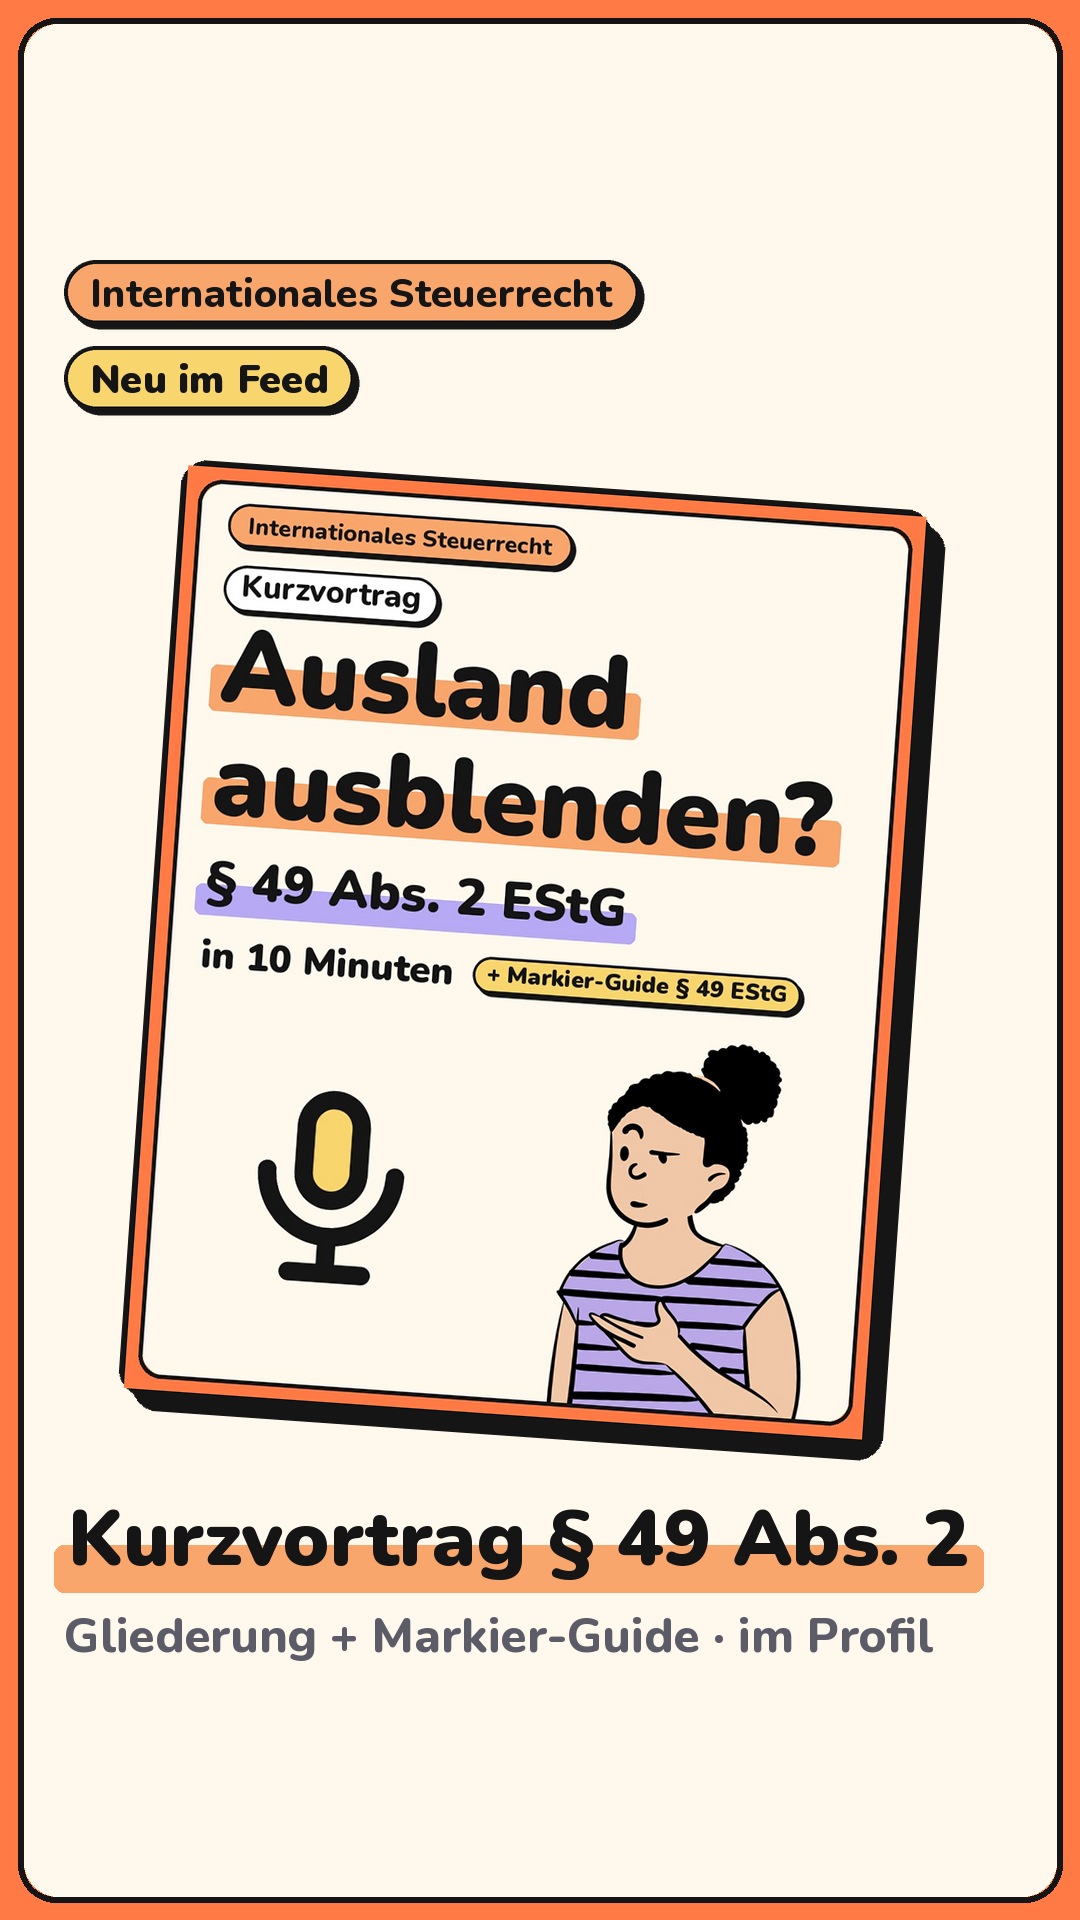 Internationales Steuerrecht
Neu im Feed
Internationales Steuerrecht
Kurzvortrag
Ausland
ausblenden?
§ 49 Abs. 2 EStG
in 10 Minuten
+ Markier-Guide § 49 EStG
Kurzvortrag § 49 Abs. 2
Gliederung + Markier-Guide · im Profil